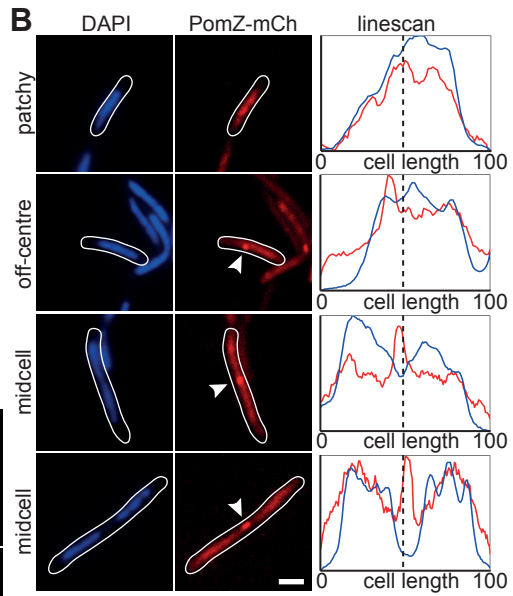 B
DAPI PomZ-mCh linescan
patchy
0 cell length 100
off-centre
0 cell length 100
midcell
0 cell length 100
midcell
0 cell length 100